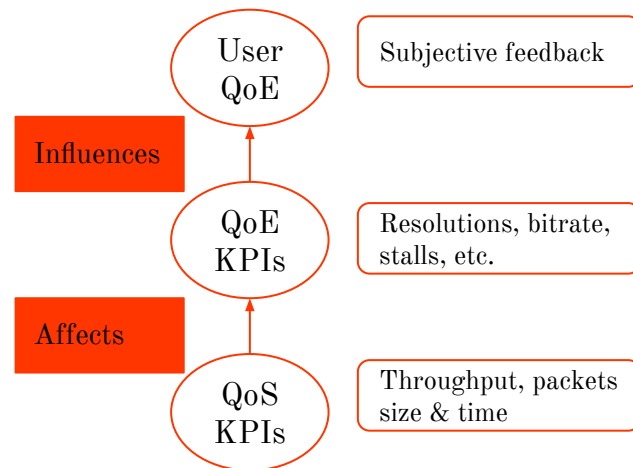 User
QoE
Subjective feedback
Influences
QoE
KPIs
Resolutions, bitrate,
stalls, etc.
Affects
QoS
KPIs
Throughput, packets
size & time